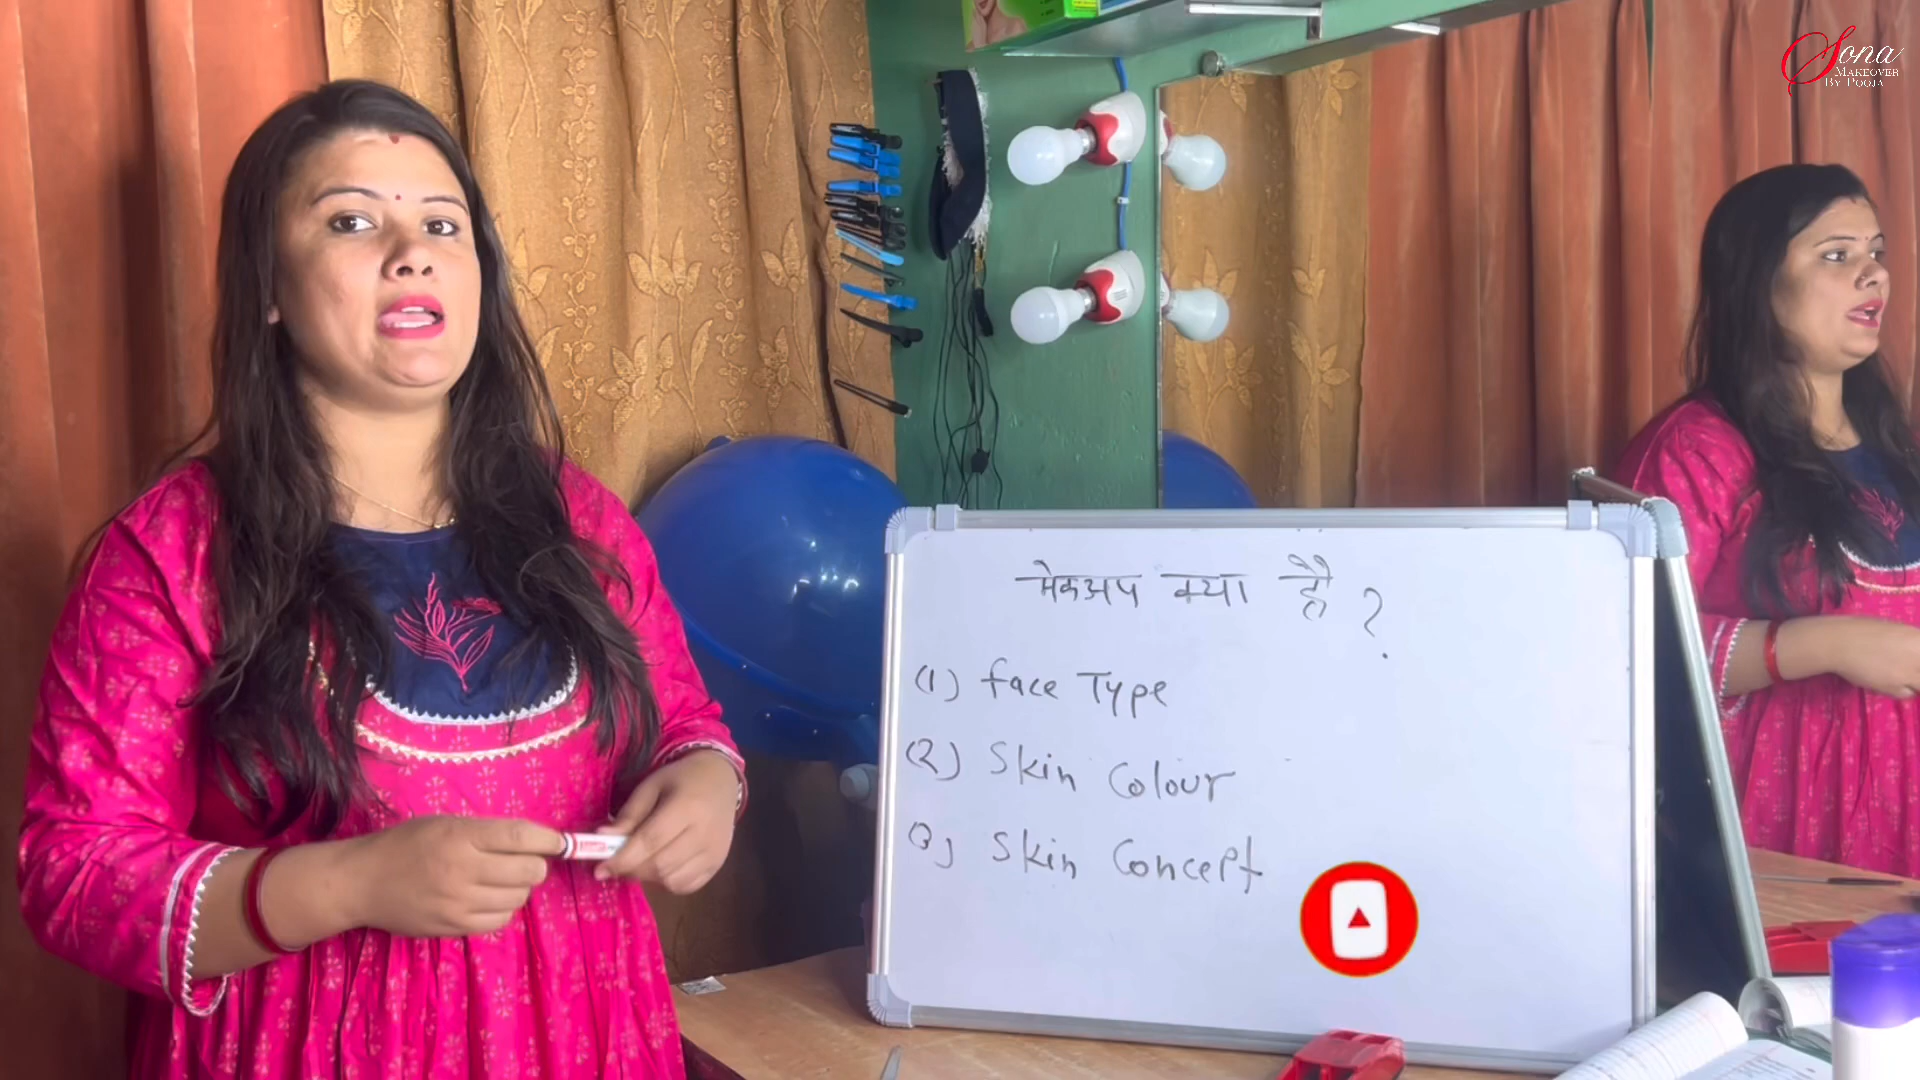 Sona
MAKEOVER
BY POOJA
मेकअप क्या है ?
(1) Face Type
(2) Skin Colour
(3) Skin Concept